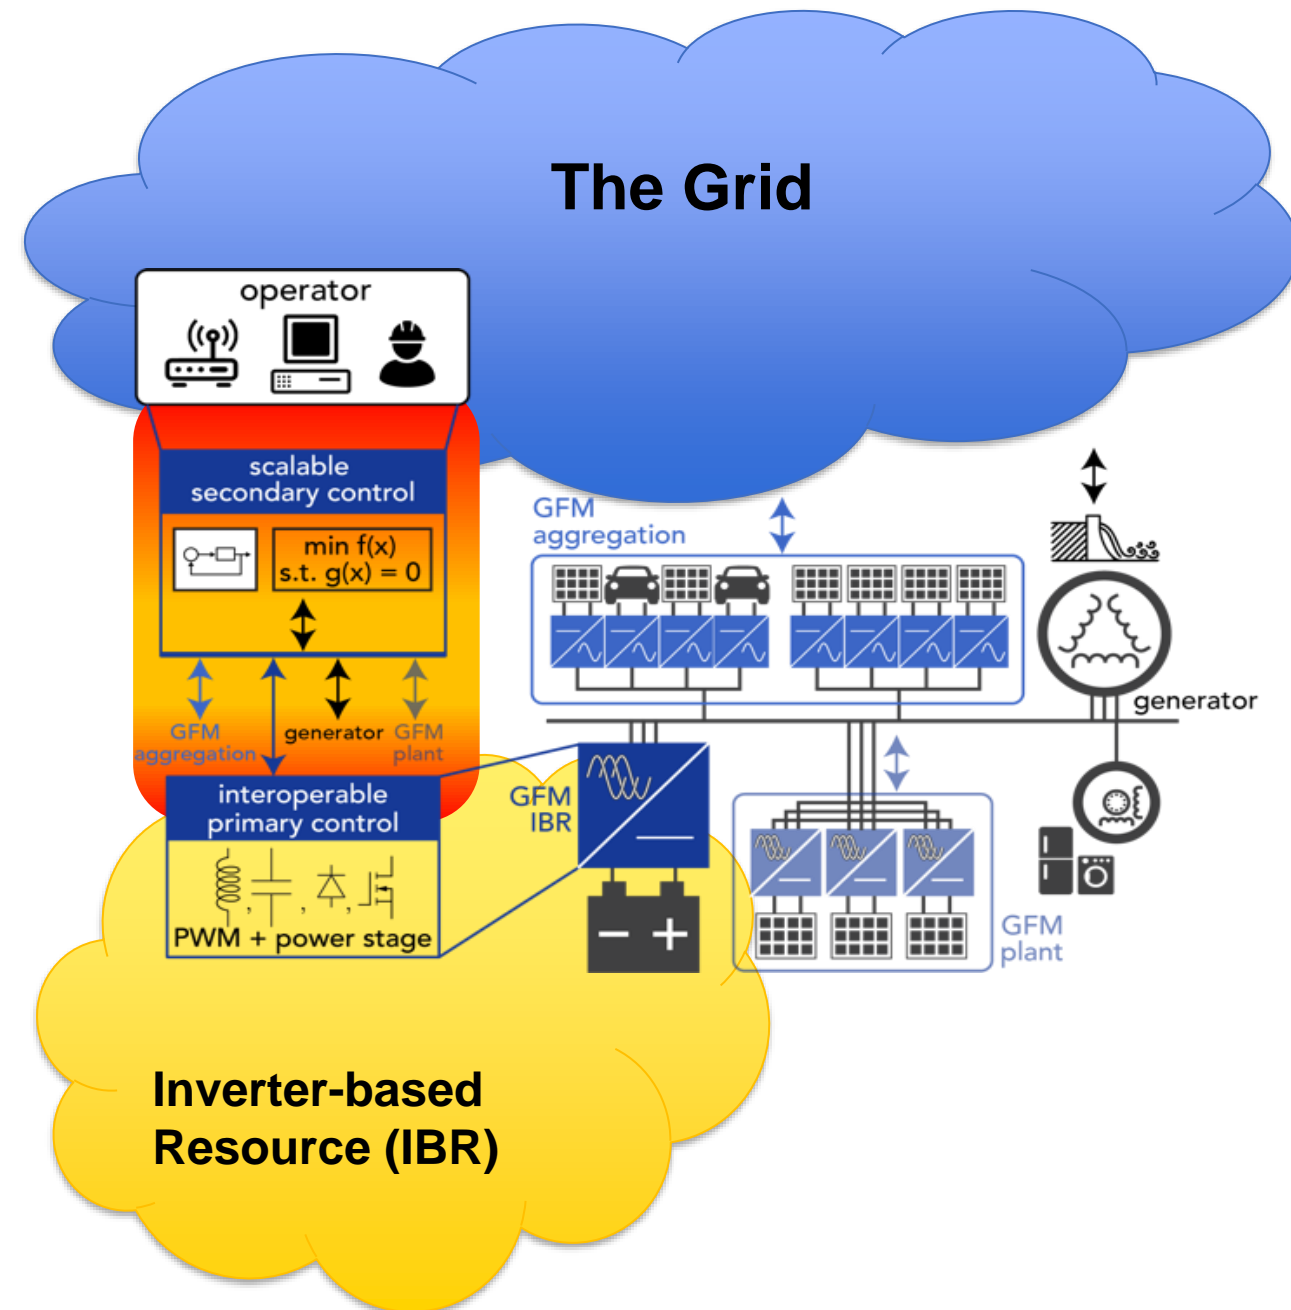 The Grid
operator
scalable
secondary control
min f(x)
s.t. g(x) = 0
GFM
aggregation
generator
GFM
plant
interoperable
primary control
PWM + power stage
GFM
aggregation
generator
GFM
IBR
GFM
plant
Inverter-based
Resource (IBR)